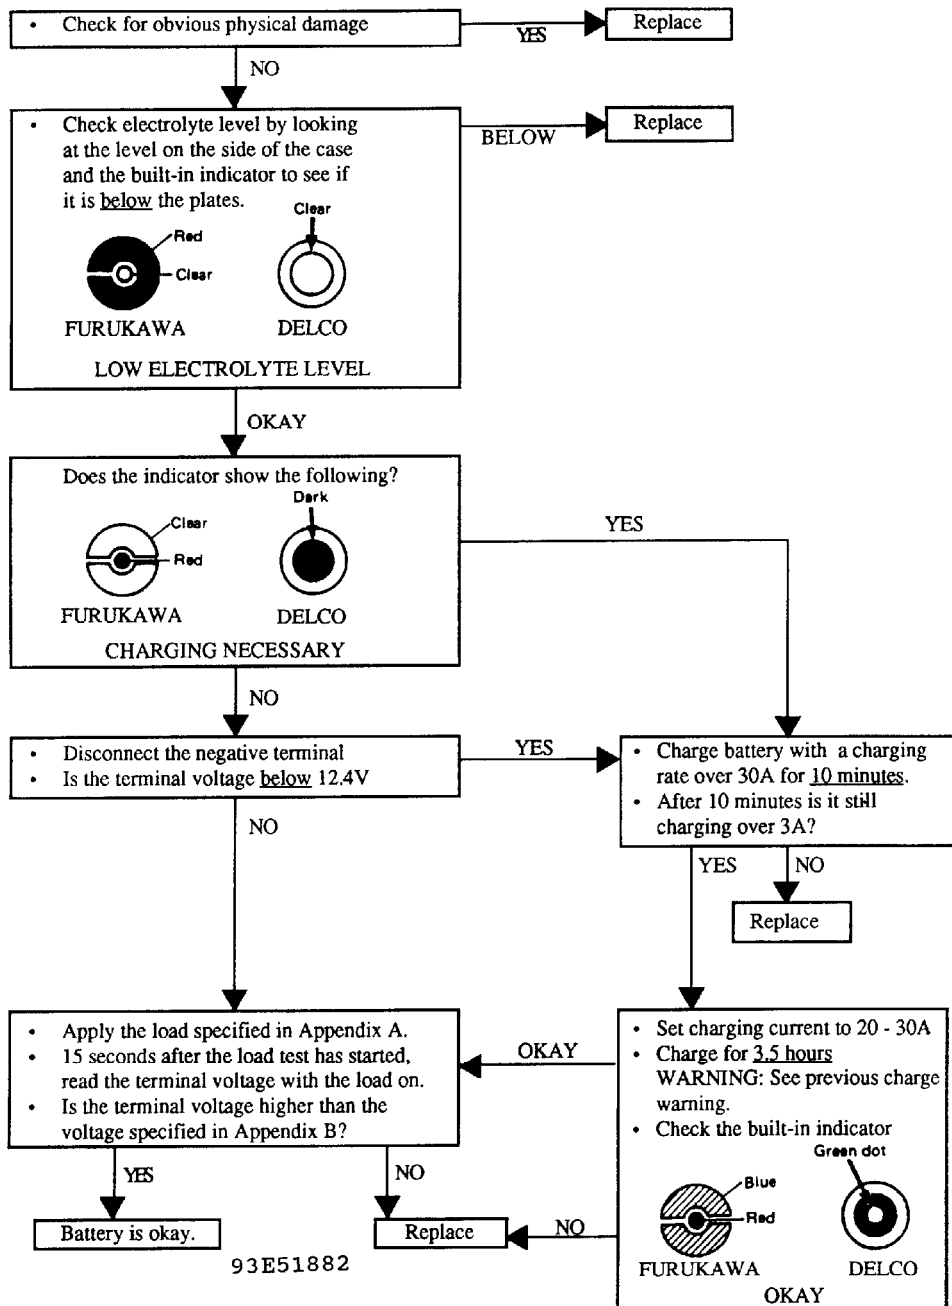 • Check for obvious physical damage
YES
Replace
NO
• Check electrolyte level by looking
at the level on the side of the case
and the built-in indicator to see if
it is below the plates.
BELOW
Replace
Red
Clear
FURUKAWA
Clear
DELCO
LOW ELECTROLYTE LEVEL
OKAY
Does the indicator show the following?
Clear
Red
FURUKAWA
Dark
DELCO
CHARGING NECESSARY
YES
NO
• Disconnect the negative terminal
• Is the terminal voltage below 12.4V
YES
NO
• Charge battery with a charging
rate over 30A for 10 minutes.
• After 10 minutes is it still
charging over 3A?
YES
NO
Replace
• Apply the load specified in Appendix A.
• 15 seconds after the load test has started,
read the terminal voltage with the load on.
• Is the terminal voltage higher than the
voltage specified in Appendix B?
OKAY
• Set charging current to 20 - 30A
• Charge for 3.5 hours
WARNING: See previous charge
warning.
• Check the built-in indicator
Blue
Red
FURUKAWA
Green dot
DELCO
OKAY
YES
NO
NO
Battery is okay.
Replace
93E51882